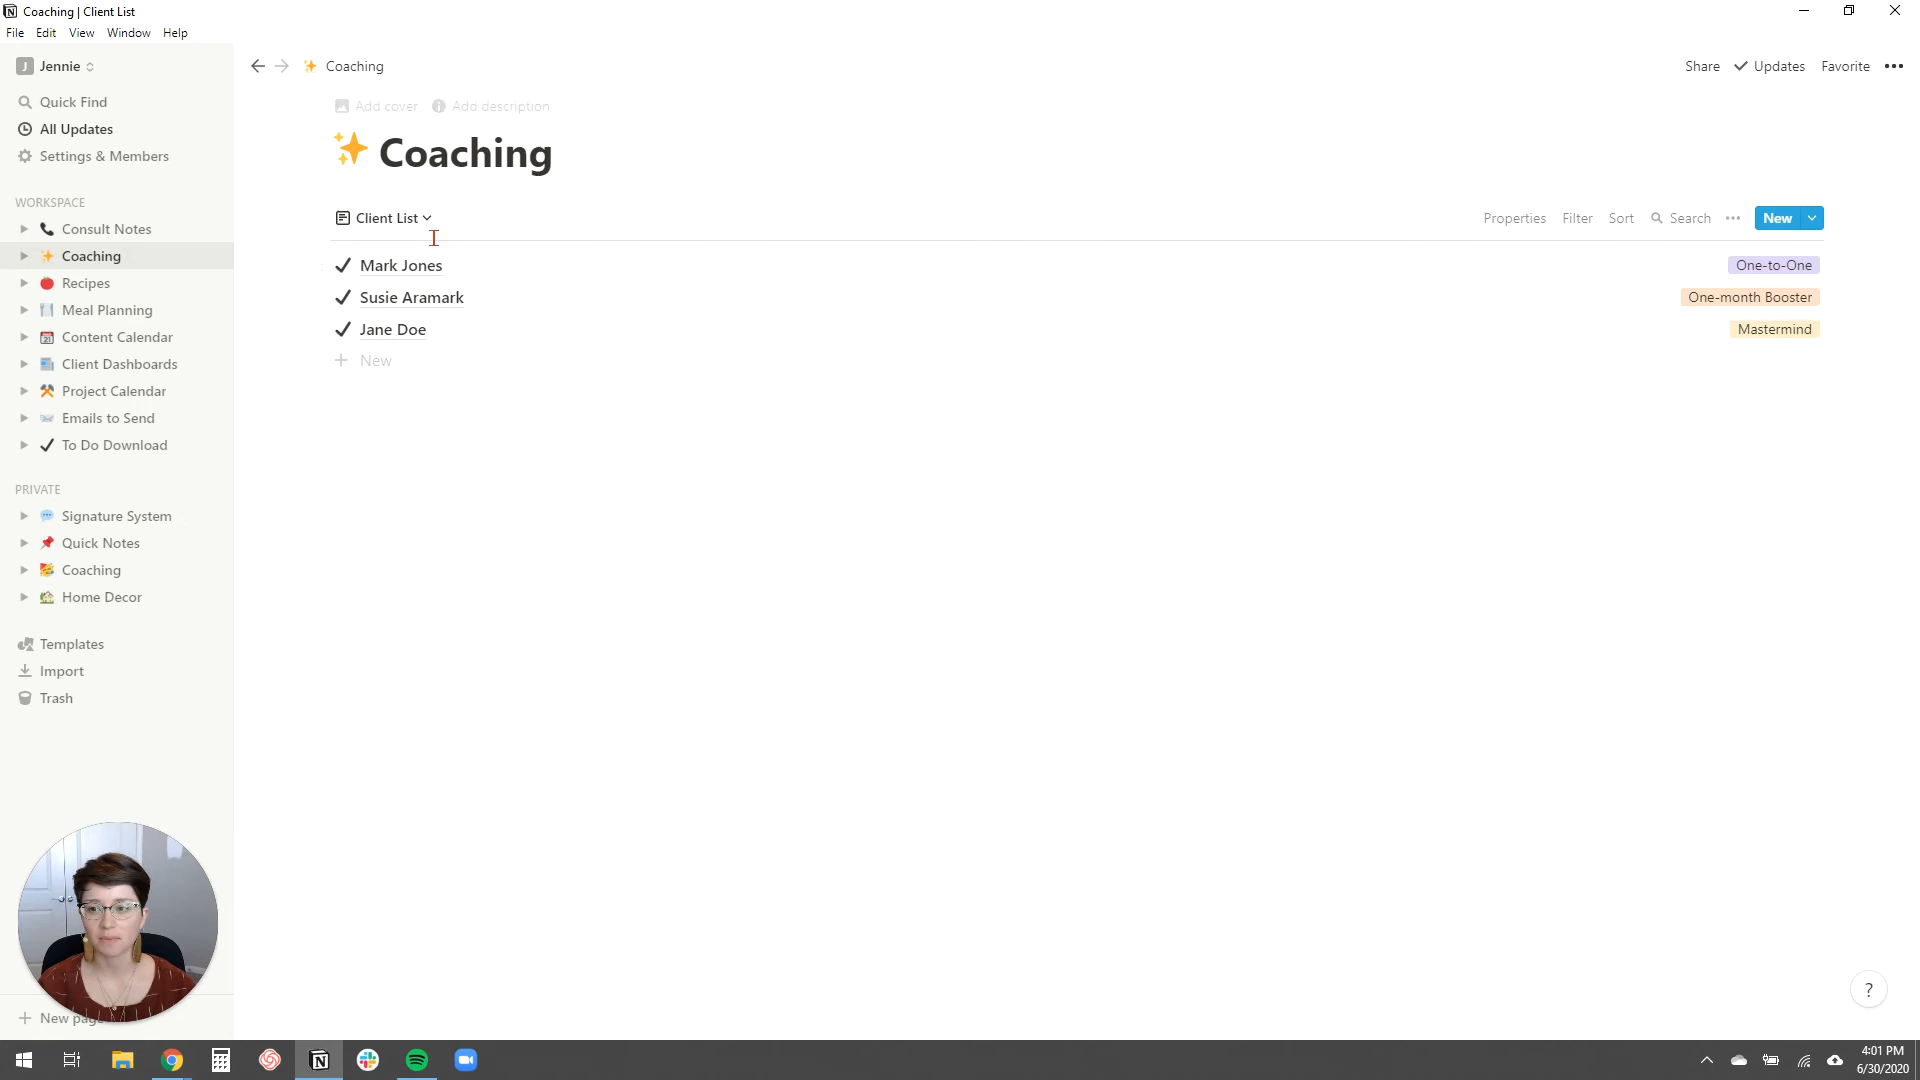 Coaching | Client List
File Edit View Window Help
J Jennie
Quick Find
All Updates
Settings & Members
WORKSPACE
Consult Notes
Coaching
Recipes
Meal Planning
Content Calendar
Client Dashboards
Project Calendar
Emails to Send
To Do Download
PRIVATE
Signature System
Quick Notes
Coaching
Home Decor
Templates
Import
Trash
New page
Coaching
Share Updates Favorite
Add cover Add description
Coaching
Client List
Properties Filter Sort Search New
Mark Jones One-to-One
Susie Aramark One-month Booster
Jane Doe Mastermind
New
?
4:01 PM
6/30/2020